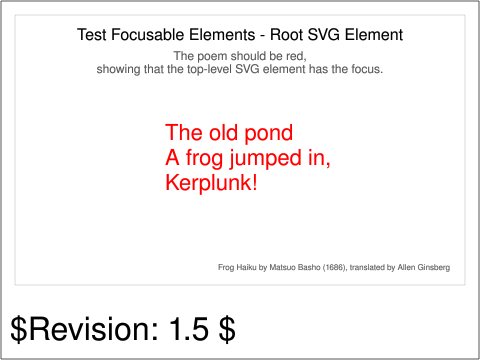 Test Focusable Elements - Root SVG Element
The poem should be red,
showing that the top-level SVG element has the focus.
The old pond
A frog jumped in,
Kerplunk!
Frog Haiku by Matsuo Basho (1686), translated by Allen Ginsberg
$Revision: 1.5 $